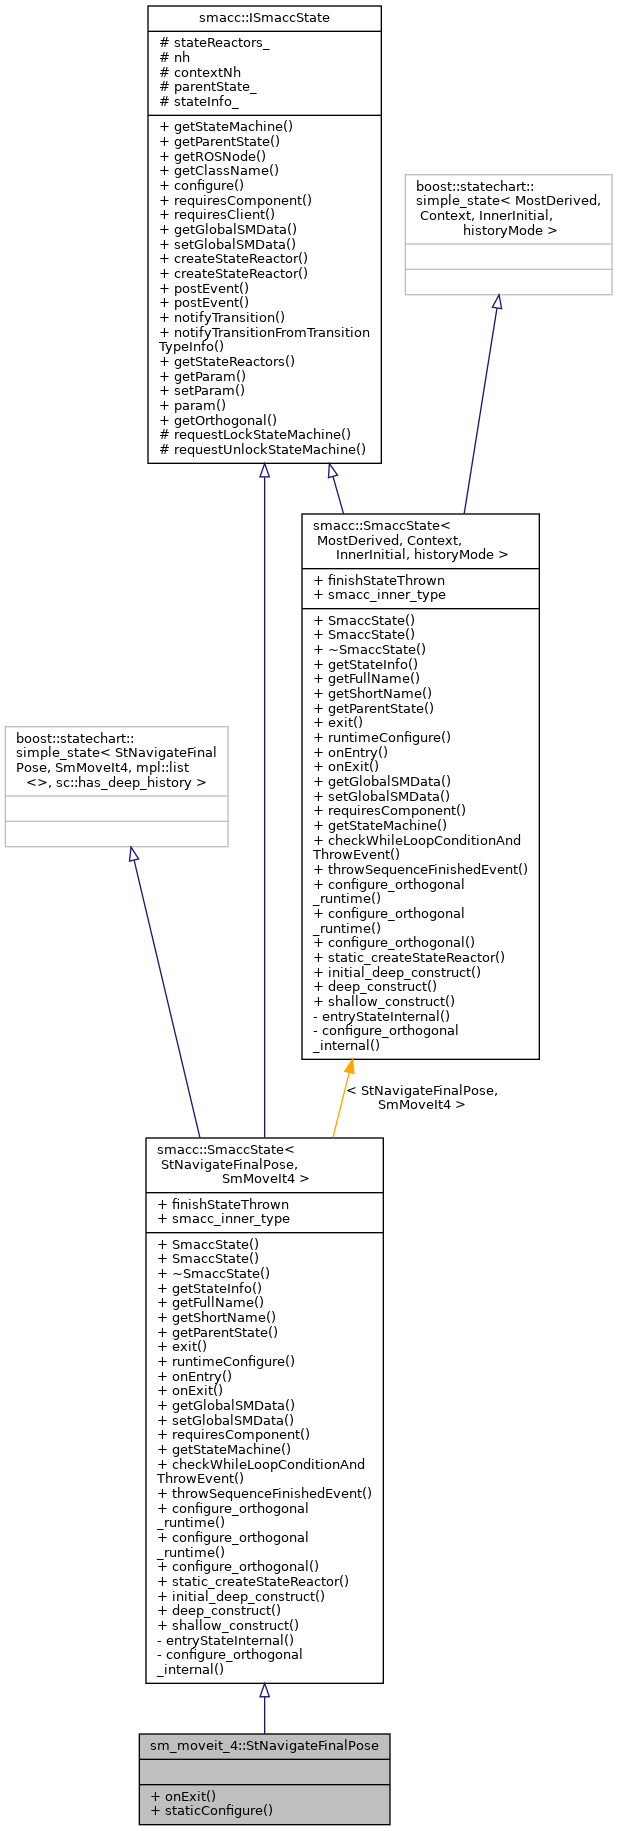 smacc::ISmaccState
# stateReactors_
# nh
# contextNh
# parentState_
# stateInfo_
+ getStateMachine()
+ getParentState()
+ getROSNode()
+ getClassName()
+ configure()
+ requiresComponent()
+ requiresClient()
+ getGlobalSMData()
+ setGlobalSMData()
+ createStateReactor()
+ createStateReactor()
+ postEvent()
+ postEvent()
+ notifyTransition()
+ notifyTransitionFromTransition
TypeInfo()
+ getStateReactors()
+ getParam()
+ setParam()
+ param()
+ getOrthogonal()
# requestLockStateMachine()
# requestUnlockStateMachine()
boost::statechart::
simple_state< MostDerived,
Context, InnerInitial,
historyMode >
smacc::SmaccState<
MostDerived, Context,
InnerInitial, historyMode >
+ finishStateThrown
+ smacc_inner_type
+ SmaccState()
+ SmaccState()
+ ~SmaccState()
+ getStateInfo()
+ getFullName()
+ getShortName()
+ getParentState()
+ exit()
+ runtimeConfigure()
+ onEntry()
+ onExit()
+ getGlobalSMData()
+ setGlobalSMData()
+ requiresComponent()
+ getStateMachine()
+ checkWhileLoopConditionAnd
ThrowEvent()
+ throwSequenceFinishedEvent()
+ configure_orthogonal
_runtime()
+ configure_orthogonal
_runtime()
+ configure_orthogonal()
+ static_createStateReactor()
+ initial_deep_construct()
+ deep_construct()
+ shallow_construct()
- entryStateInternal()
- configure_orthogonal
_internal()
boost::statechart::
simple_state< StNavigateFinal
Pose, SmMoveIt4, mpl::list
<>, sc::has_deep_history >
< StNavigateFinalPose,
SmMoveIt4 >
smacc::SmaccState<
StNavigateFinalPose,
SmMoveIt4 >
+ finishStateThrown
+ smacc_inner_type
+ SmaccState()
+ SmaccState()
+ ~SmaccState()
+ getStateInfo()
+ getFullName()
+ getShortName()
+ getParentState()
+ exit()
+ runtimeConfigure()
+ onEntry()
+ onExit()
+ getGlobalSMData()
+ setGlobalSMData()
+ requiresComponent()
+ getStateMachine()
+ checkWhileLoopConditionAnd
ThrowEvent()
+ throwSequenceFinishedEvent()
+ configure_orthogonal
_runtime()
+ configure_orthogonal
_runtime()
+ configure_orthogonal()
+ static_createStateReactor()
+ initial_deep_construct()
+ deep_construct()
+ shallow_construct()
- entryStateInternal()
- configure_orthogonal
_internal()
sm_moveit_4::StNavigateFinalPose
+ onExit()
+ staticConfigure()